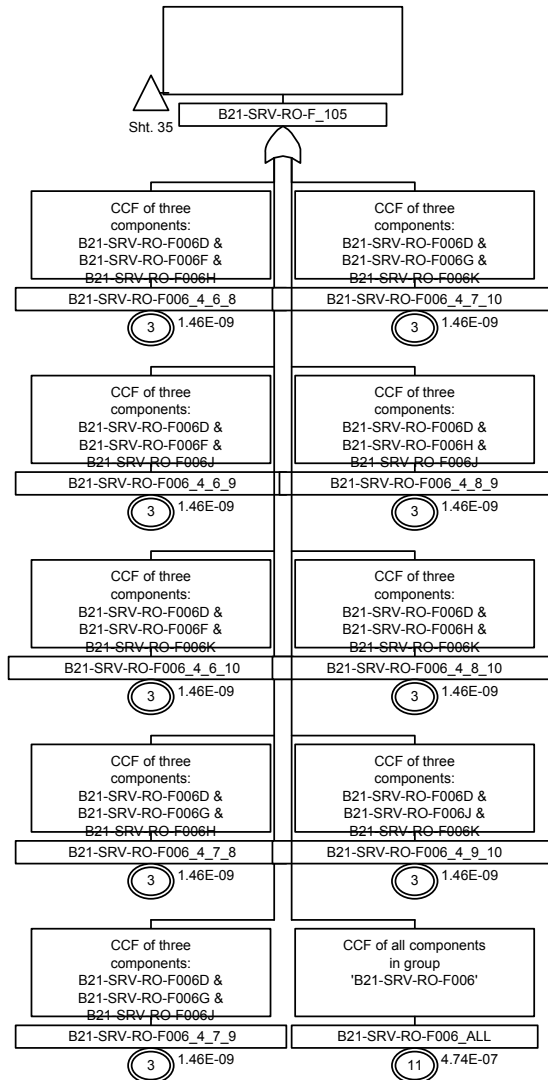 B21-SRV-RO-F_105
Sht. 35
CCF of three
components:
B21-SRV-RO-F006D &
B21-SRV-RO-F006F &
B21-SRV-RO-F006H
B21-SRV-RO-F006_4_6_8
3
1.46E-09
CCF of three
components:
B21-SRV-RO-F006D &
B21-SRV-RO-F006G &
B21-SRV-RO-F006K
B21-SRV-RO-F006_4_7_10
3
1.46E-09
CCF of three
components:
B21-SRV-RO-F006D &
B21-SRV-RO-F006F &
B21-SRV-RO-F006J
B21-SRV-RO-F006_4_6_9
3
1.46E-09
CCF of three
components:
B21-SRV-RO-F006D &
B21-SRV-RO-F006H &
B21-SRV-RO-F006J
B21-SRV-RO-F006_4_8_9
3
1.46E-09
CCF of three
components:
B21-SRV-RO-F006D &
B21-SRV-RO-F006F &
B21-SRV-RO-F006K
B21-SRV-RO-F006_4_6_10
3
1.46E-09
CCF of three
components:
B21-SRV-RO-F006D &
B21-SRV-RO-F006H &
B21-SRV-RO-F006K
B21-SRV-RO-F006_4_8_10
3
1.46E-09
CCF of three
components:
B21-SRV-RO-F006D &
B21-SRV-RO-F006G &
B21-SRV-RO-F006H
B21-SRV-RO-F006_4_7_8
3
1.46E-09
CCF of three
components:
B21-SRV-RO-F006D &
B21-SRV-RO-F006J &
B21-SRV-RO-F006K
B21-SRV-RO-F006_4_9_10
3
1.46E-09
CCF of three
components:
B21-SRV-RO-F006D &
B21-SRV-RO-F006G &
B21-SRV-RO-F006J
B21-SRV-RO-F006_4_7_9
3
1.46E-09
CCF of all components
in group
'B21-SRV-RO-F006'
B21-SRV-RO-F006_ALL
11
4.74E-07